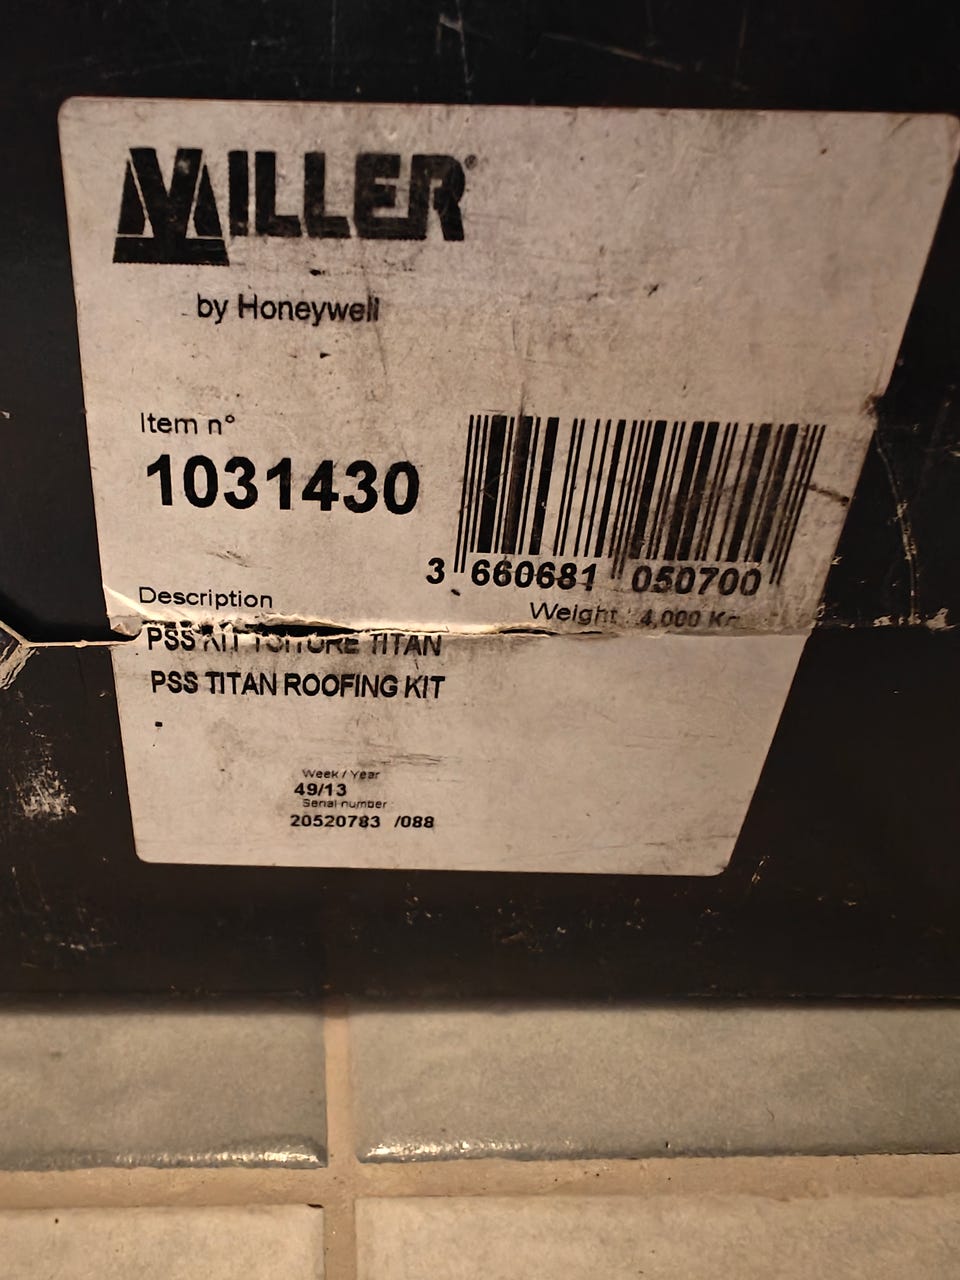 MILLER®
by Honeywell
Item n°
1031430
3 660681 050700
Description
Weight : 4,000 Kg
PSS KIT TOITURE TITAN
PSS TITAN ROOFING KIT
.
Week / Year
49/13
Serial number
20520783 /088